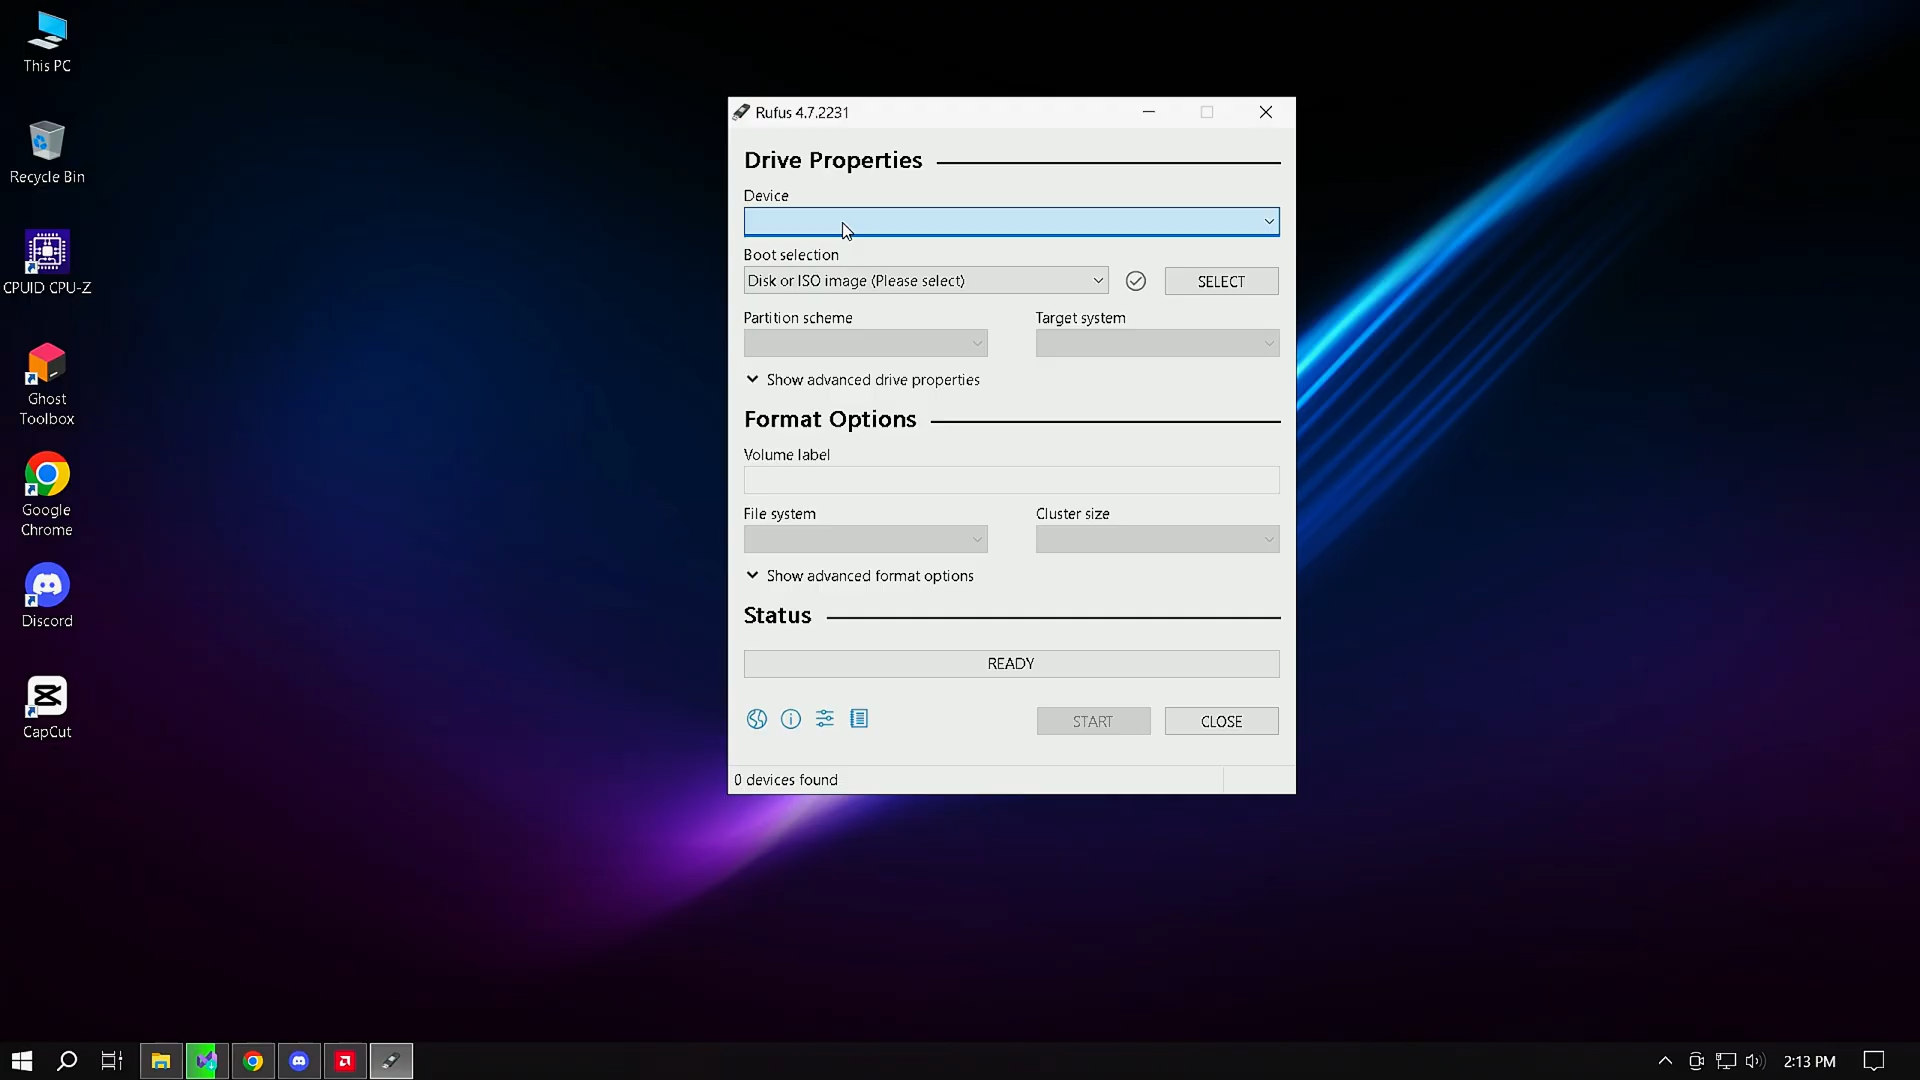 This PC
Recycle Bin
CPUID CPU-Z
Ghost
Toolbox
Google
Chrome
Discord
CapCut
Rufus 4.7.2231
Drive Properties
Device
Boot selection
Disk or ISO image (Please select)
SELECT
Partition scheme
Target system
Show advanced drive properties
Format Options
Volume label
File system
Cluster size
Show advanced format options
Status
READY
START
CLOSE
0 devices found
2:13 PM